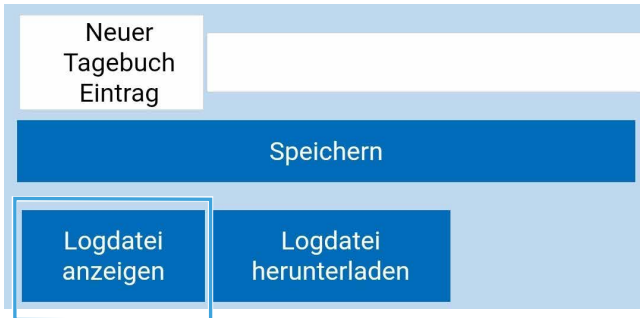 Neuer
Tagebuch
Eintrag
Speichern
Logdatei
anzeigen
Logdatei
herunterladen